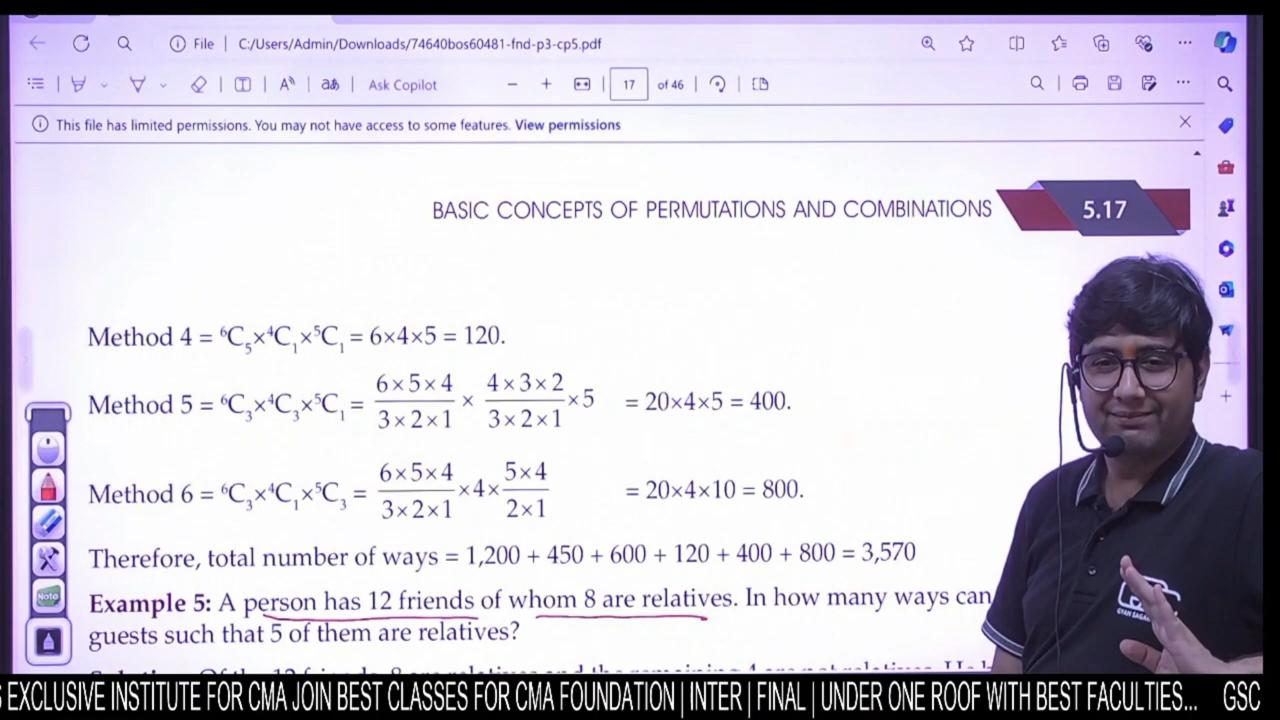 File | C:/Users/Admin/Downloads/74640bos60481-fnd-p3-cp5.pdf
Ask Copilot 17 of 46
This file has limited permissions. You may not have access to some features. View permissions
BASIC CONCEPTS OF PERMUTATIONS AND COMBINATIONS 5.17
Method 4 = ⁶C₅×⁴C₁×⁵C₁ = 6×4×5 = 120.
Method 5 = ⁶C₃×⁴C₃×⁵C₁ = 6×5×4/3×2×1 × 4×3×2/3×2×1 ×5 = 20×4×5 = 400.
Method 6 = ⁶C₃×⁴C₁×⁵C₃ = 6×5×4/3×2×1 ×4× 5×4/2×1 = 20×4×10 = 800.
Therefore, total number of ways = 1,200 + 450 + 600 + 120 + 400 + 800 = 3,570
Example 5: A person has 12 friends of whom 8 are relatives. In how many ways can
guests such that 5 of them are relatives?
Note
GYAN SAGAR
EXCLUSIVE INSTITUTE FOR CMA JOIN BEST CLASSES FOR CMA FOUNDATION | INTER | FINAL | UNDER ONE ROOF WITH BEST FACULTIES... GSC